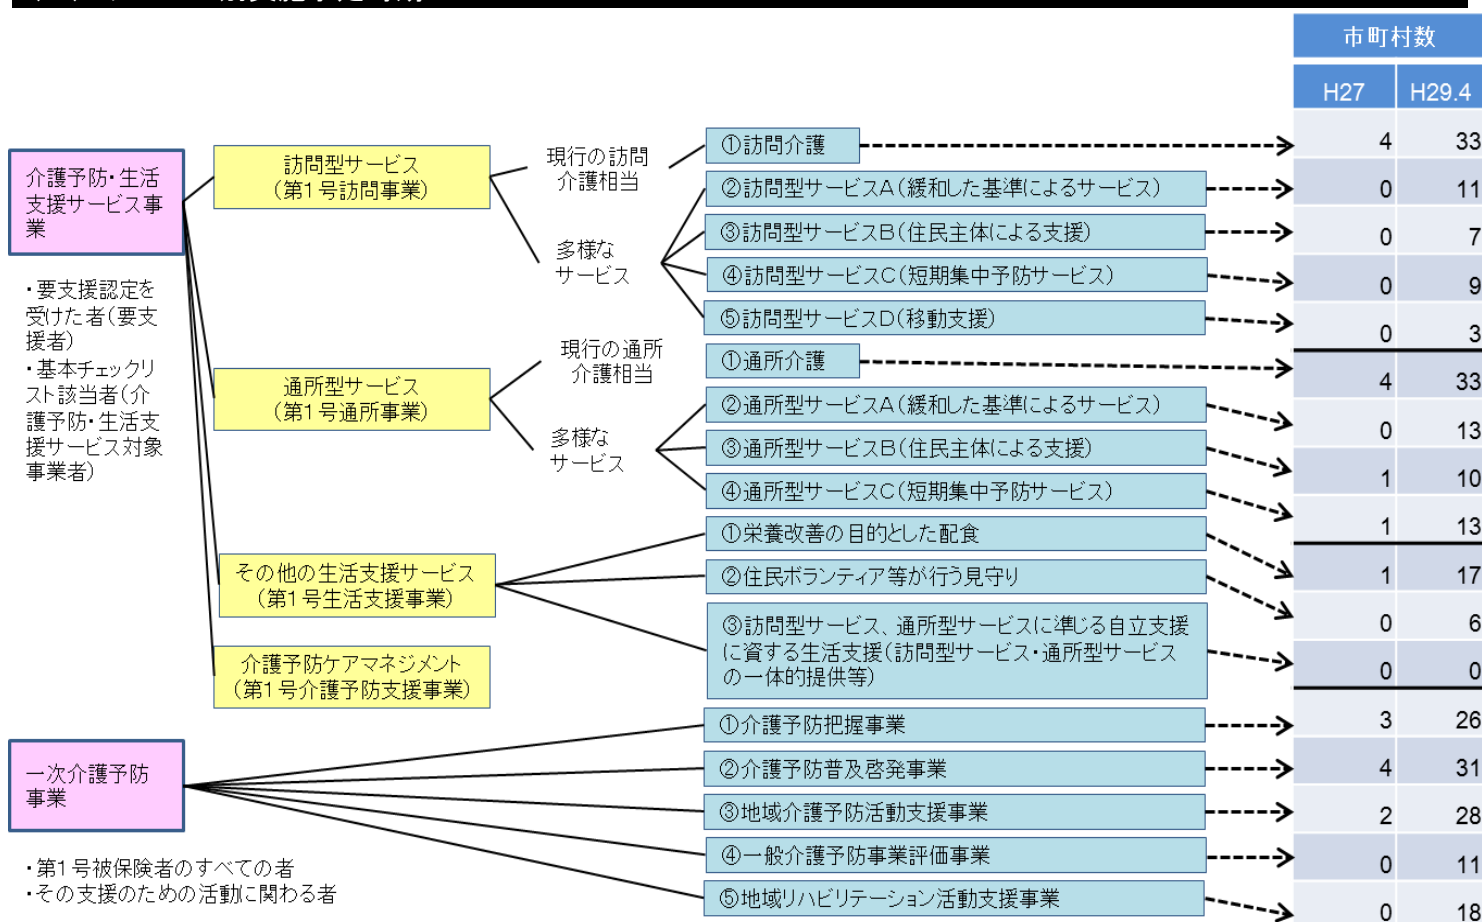 市町村数
H27 H29.4
介護予防・生活
支援サービス事
業
・要支援認定を
受けた者(要支
援者)
・基本チェックリ
スト該当者(介
護予防・生活支
援サービス対象
事業者)
訪問型サービス
(第1号訪問事業)
現行の訪問
介護相当
多様な
サービス
①訪問介護 4 33
②訪問型サービスA(緩和した基準によるサービス) 0 11
③訪問型サービスB(住民主体による支援) 0 7
④訪問型サービスC(短期集中予防サービス) 0 9
⑤訪問型サービスD(移動支援) 0 3
通所型サービス
(第1号通所事業)
現行の通所
介護相当
多様な
サービス
①通所介護 4 33
②通所型サービスA(緩和した基準によるサービス) 0 13
③通所型サービスB(住民主体による支援) 1 10
④通所型サービスC(短期集中予防サービス) 1 13
その他の生活支援サービス
(第1号生活支援事業)
①栄養改善の目的とした配食 1 17
②住民ボランティア等が行う見守り 0 6
③訪問型サービス、通所型サービスに準じる自立支援
に資する生活支援(訪問型サービス・通所型サービス
の一体的提供等) 0 0
介護予防ケアマネジメント
(第1号介護予防支援事業)
一次介護予防
事業
・第1号被保険者のすべての者
・その支援のための活動に関わる者
①介護予防把握事業 3 26
②介護予防普及啓発事業 4 31
③地域介護予防活動支援事業 2 28
④一般介護予防事業評価事業 0 11
⑤地域リハビリテーション活動支援事業 0 18